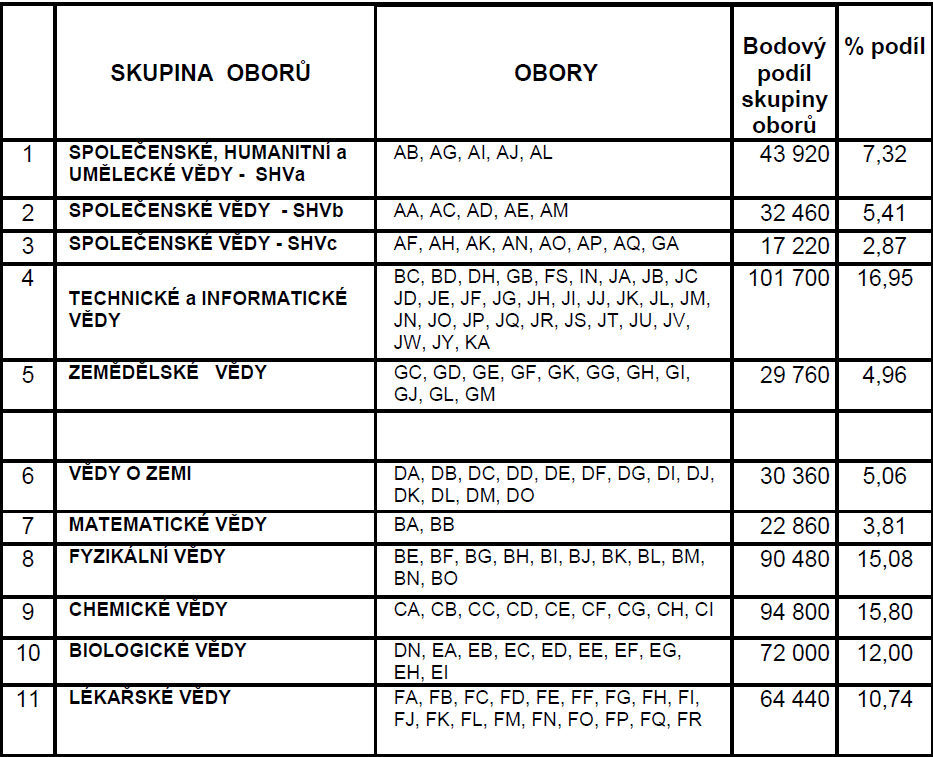 SKUPINA OBORŮ OBORY Bodový podíl skupiny oborů % podíl
1 SPOLEČENSKÉ, HUMANITNÍ a AB, AG, AI, AJ, AL 43 920 7,32
UMĚLECKÉ VĚDY - SHVa
2 SPOLEČENSKÉ VĚDY - SHVb AA, AC, AD, AE, AM 32 460 5,41
3 SPOLEČENSKÉ VĚDY - SHVc AF, AH, AK, AN, AO, AP, AQ, GA 17 220 2,87
4 BC, BD, DH, GB, FS, IN, JA, JB, JC 101 700 16,95
TECHNICKÉ a INFORMATICKÉ JD, JE, JF, JG, JH, JI, JJ, JK, JL, JM,
VĚDY JN, JO, JP, JQ, JR, JS, JT, JU, JV,
JW, JY, KA
5 ZEMĚDĚLSKÉ VĚDY GC, GD, GE, GF, GK, GG, GH, GI, 29 760 4,96
GJ, GL, GM
6 VĚDY O ZEMI DA, DB, DC, DD, DE, DF, DG, DI, DJ, 30 360 5,06
DK, DL, DM, DO
7 MATEMATICKÉ VĚDY BA, BB 22 860 3,81
8 FYZIKÁLNÍ VĚDY BE, BF, BG, BH, BI, BJ, BK, BL, BM, 90 480 15,08
BN, BO
9 CHEMICKÉ VĚDY CA, CB, CC, CD, CE, CF, CG, CH, CI 94 800 15,80
10 BIOLOGICKÉ VĚDY DN, EA, EB, EC, ED, EE, EF, EG, 72 000 12,00
EH, EI
11 LÉKAŘSKÉ VĚDY FA, FB, FC, FD, FE, FF, FG, FH, FI, 64 440 10,74
FJ, FK, FL, FM, FN, FO, FP, FQ, FR